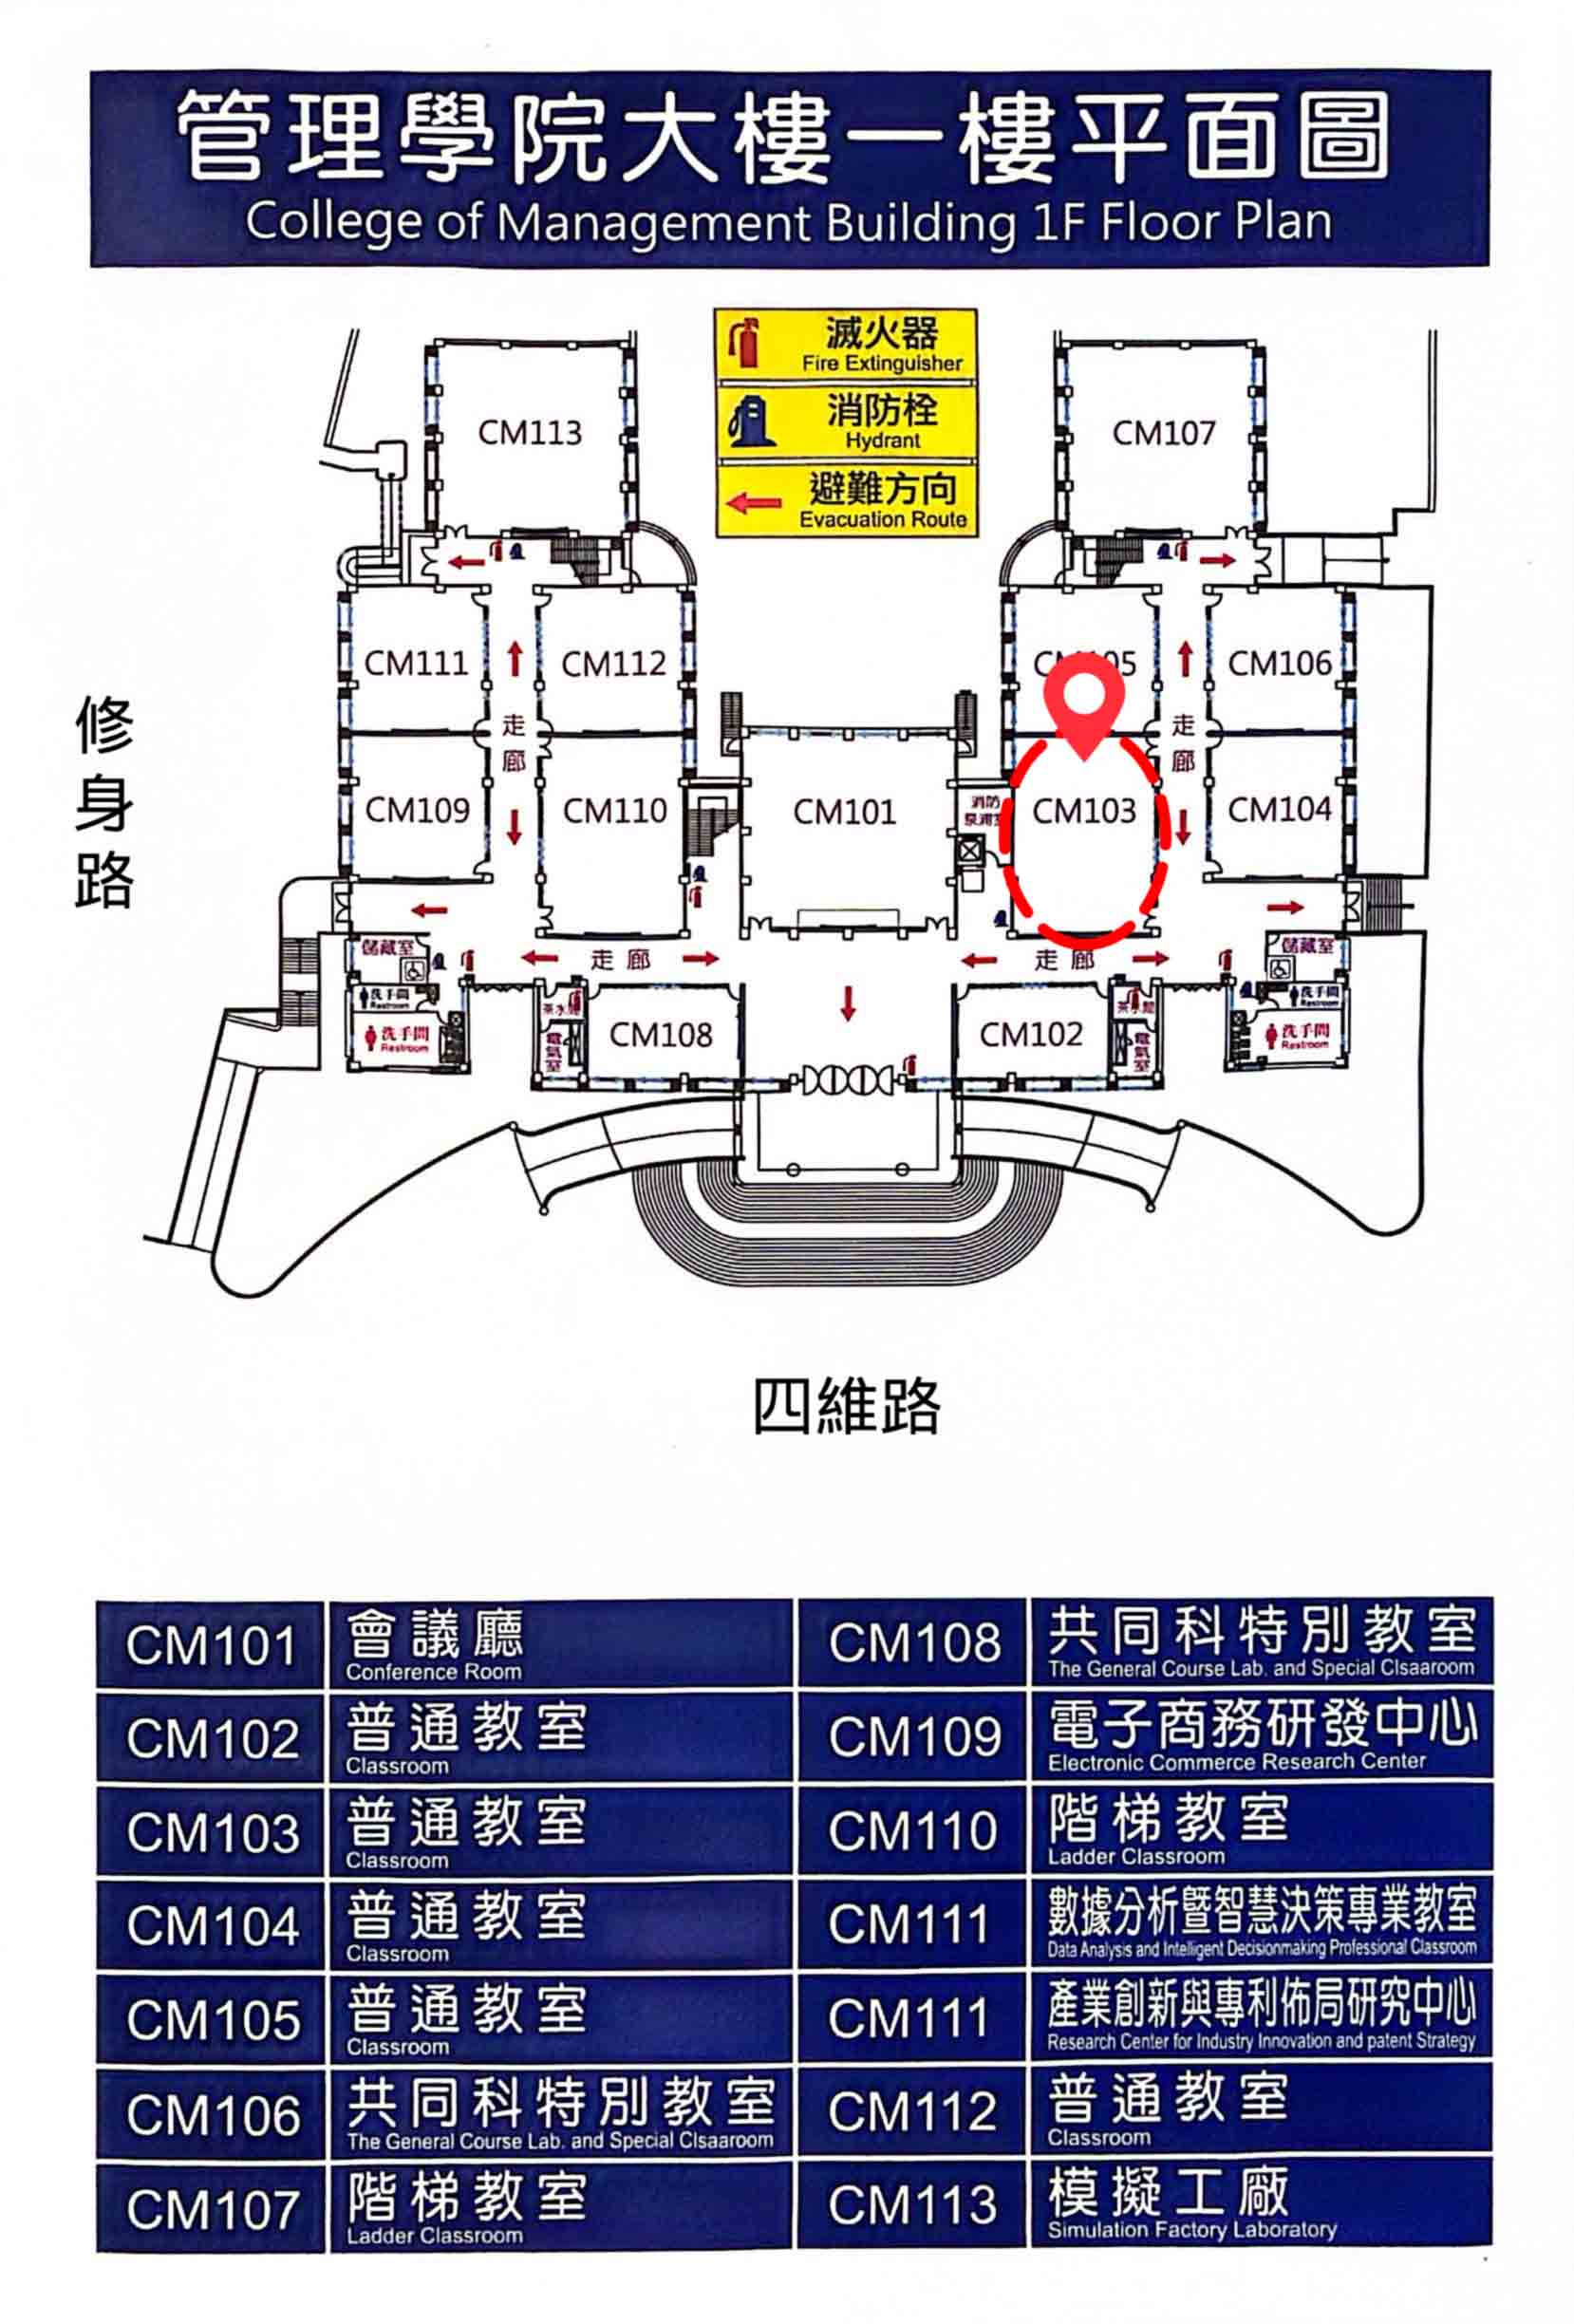 管理學院大樓一樓平面圖
College of Management Building 1F Floor Plan
滅火器
Fire Extinguisher
消防栓
Hydrant
避難方向
Evacuation Route
CM113
CM107
CM111
CM112
CM105
CM106
走廊
走廊
修身路
CM109
CM110
CM101
消防
CM103
CM104
儲藏室
走廊
走廊
儲藏室
洗手間
Restroom
洗手間
Restroom
茶水間
電氣室
CM108
CM102
茶水間
電氣室
洗手間
Restroom
洗手間
Restroom
四維路
CM101
會議廳
Conference Room
CM108
共同科特別教室
The General Course Lab. and Special Clsaaroom
CM102
普通教室
Classroom
CM109
電子商務研發中心
Electronic Commerce Research Center
CM103
普通教室
Classroom
CM110
階梯教室
Ladder Classroom
CM104
普通教室
Classroom
CM111
數據分析暨智慧決策專業教室
Data Analysis and Intelligent Decisionmaking Professional Classroom
CM105
普通教室
Classroom
CM111
產業創新與專利佈局研究中心
Research Center for Industry Innovation and patent Strategy
CM106
共同科特別教室
The General Course Lab. and Special Clsaaroom
CM112
普通教室
Classroom
CM107
階梯教室
Ladder Classroom
CM113
模擬工廠
Simulation Factory Laboratory